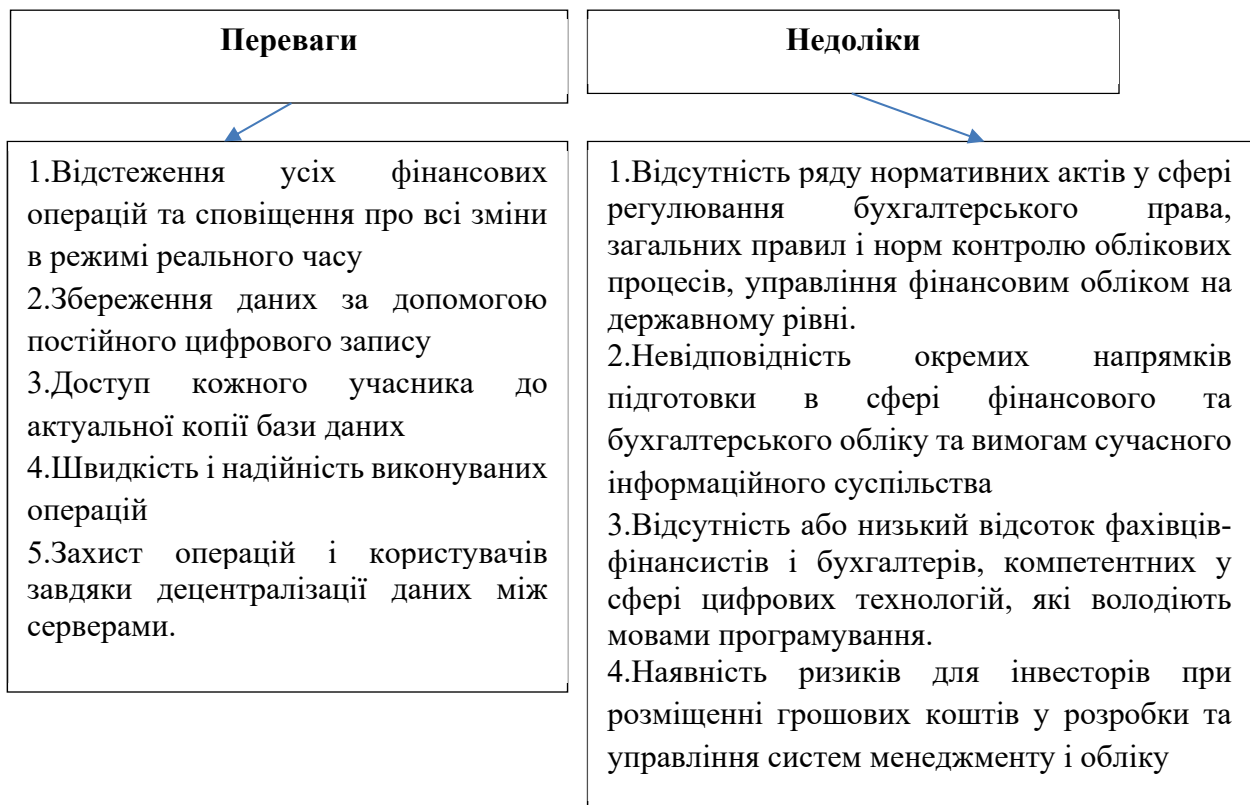 Переваги
1.Відстеження усіх фінансових
операцій та сповіщення про всі зміни
в режимі реального часу
2.Збереження даних за допомогою
постійного цифрового запису
3.Доступ кожного учасника до
актуальної копії бази даних
4.Швидкість і надійність виконуваних
операцій
5.Захист операцій і користувачів
завдяки децентралізації даних між
серверами.
Недоліки
1.Відсутність ряду нормативних актів у сфері
регулювання бухгалтерського права,
загальних правил і норм контролю облікових
процесів, управління фінансовим обліком на
державному рівні.
2.Невідповідність окремих напрямків
підготовки в сфері фінансового та
бухгалтерського обліку та вимогам сучасного
інформаційного суспільства
3.Відсутність або низький відсоток фахівців-
фінансистів і бухгалтерів, компетентних у
сфері цифрових технологій, які володіють
мовами програмування.
4.Наявність ризиків для інвесторів при
розміщенні грошових коштів у розробки та
управління систем менеджменту і обліку